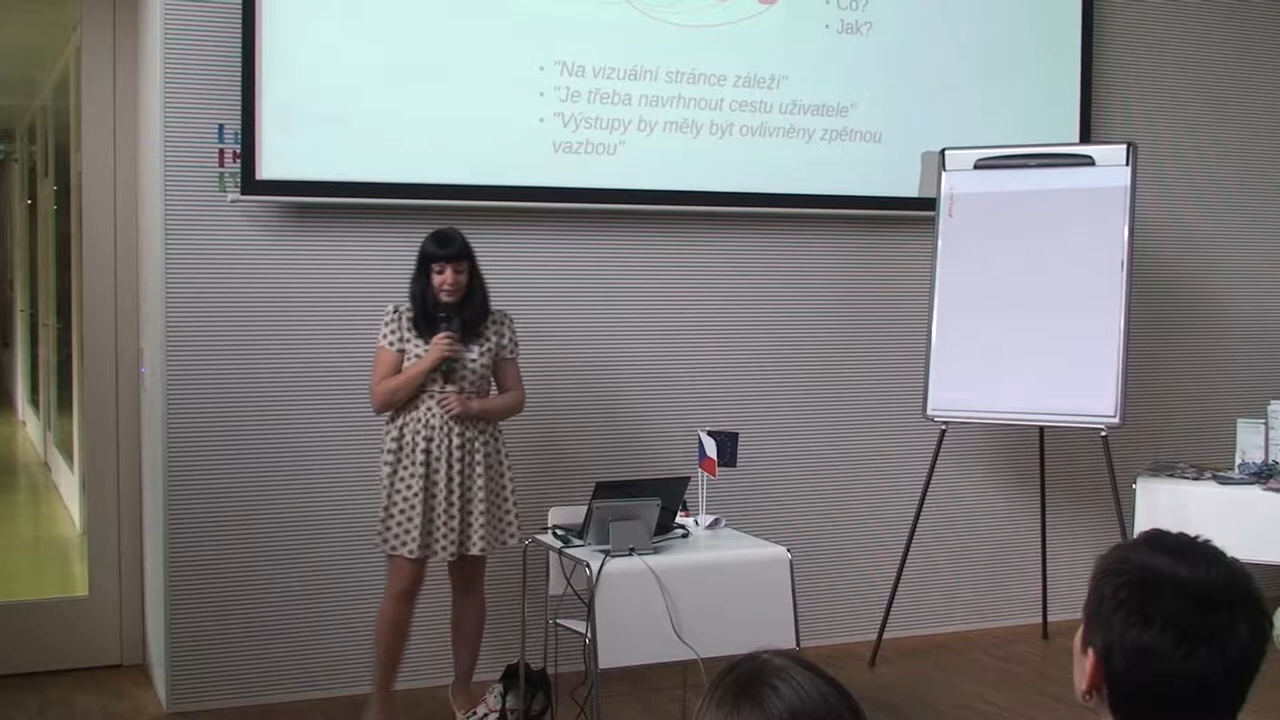 • Co?
• Jak?
• "Na vizuální stránce záleží"
• "Je třeba navrhnout cestu uživatele"
• "Výstupy by měly být ovlivněny zpětnou
vazbou"